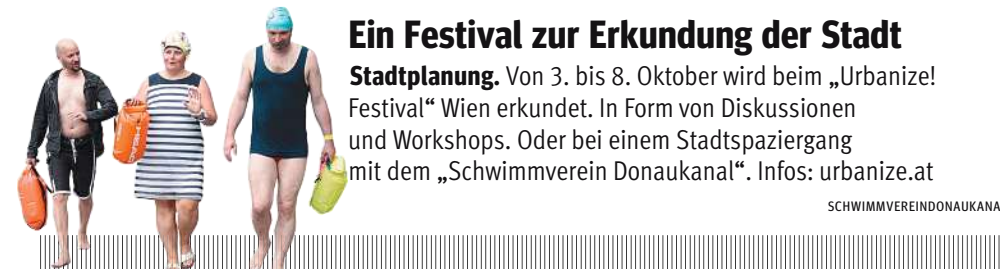 Ein Festival zur Erkundung der Stadt
Stadtplanung. Von 3. bis 8. Oktober wird beim „Urbanize!
Festival“ Wien erkundet. In Form von Diskussionen
und Workshops. Oder bei einem Stadtspaziergang
mit dem „Schwimmverein Donaukanal“. Infos: urbanize.at
SCHWIMMVEREINDONAUKANA